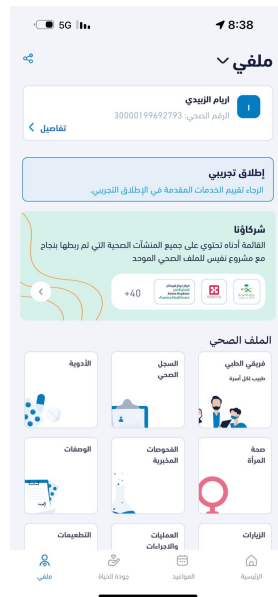 8:38
5G
ملفي
اريام الزبيدي
الرقم الصحي: 30000199692793
تفاصيل
إطلاق تجريبي
الرجاء تقييم الخدمات المقدمة في الإطلاق التجريبي.
شركاؤنا
القائمة أدناه تحتوي على جميع المنشآت الصحية التي تم ربطها بنجاح
مع مشروع نفيس للملف الصحي الموحد
+40
الملف الصحي
فريقي الطبي
طبيب لكل أسرة
السجل
الصحي
الأدوية
صحة
المرأة
الفحوصات
المخبرية
الوصفات
الزيارات
العمليات
والاجراءات
التطعيمات
الرئيسية
المواعيد
جودة الحياة
ملفي